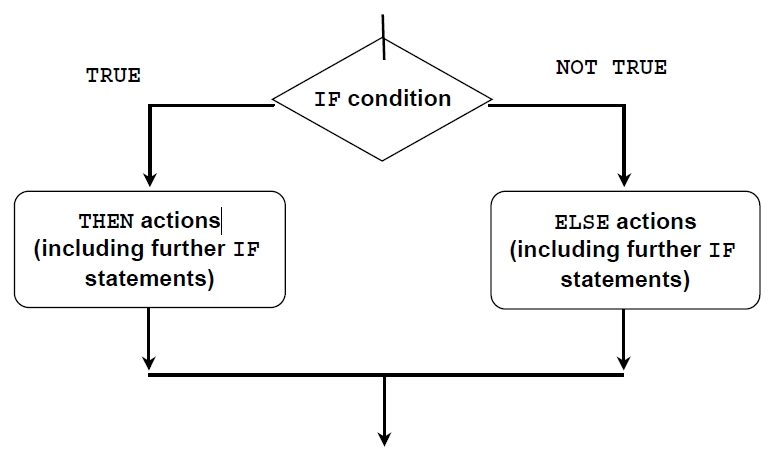 TRUE
NOT TRUE
IF condition
THEN actions
(including further IF
statements)
ELSE actions
(including further IF
statements)